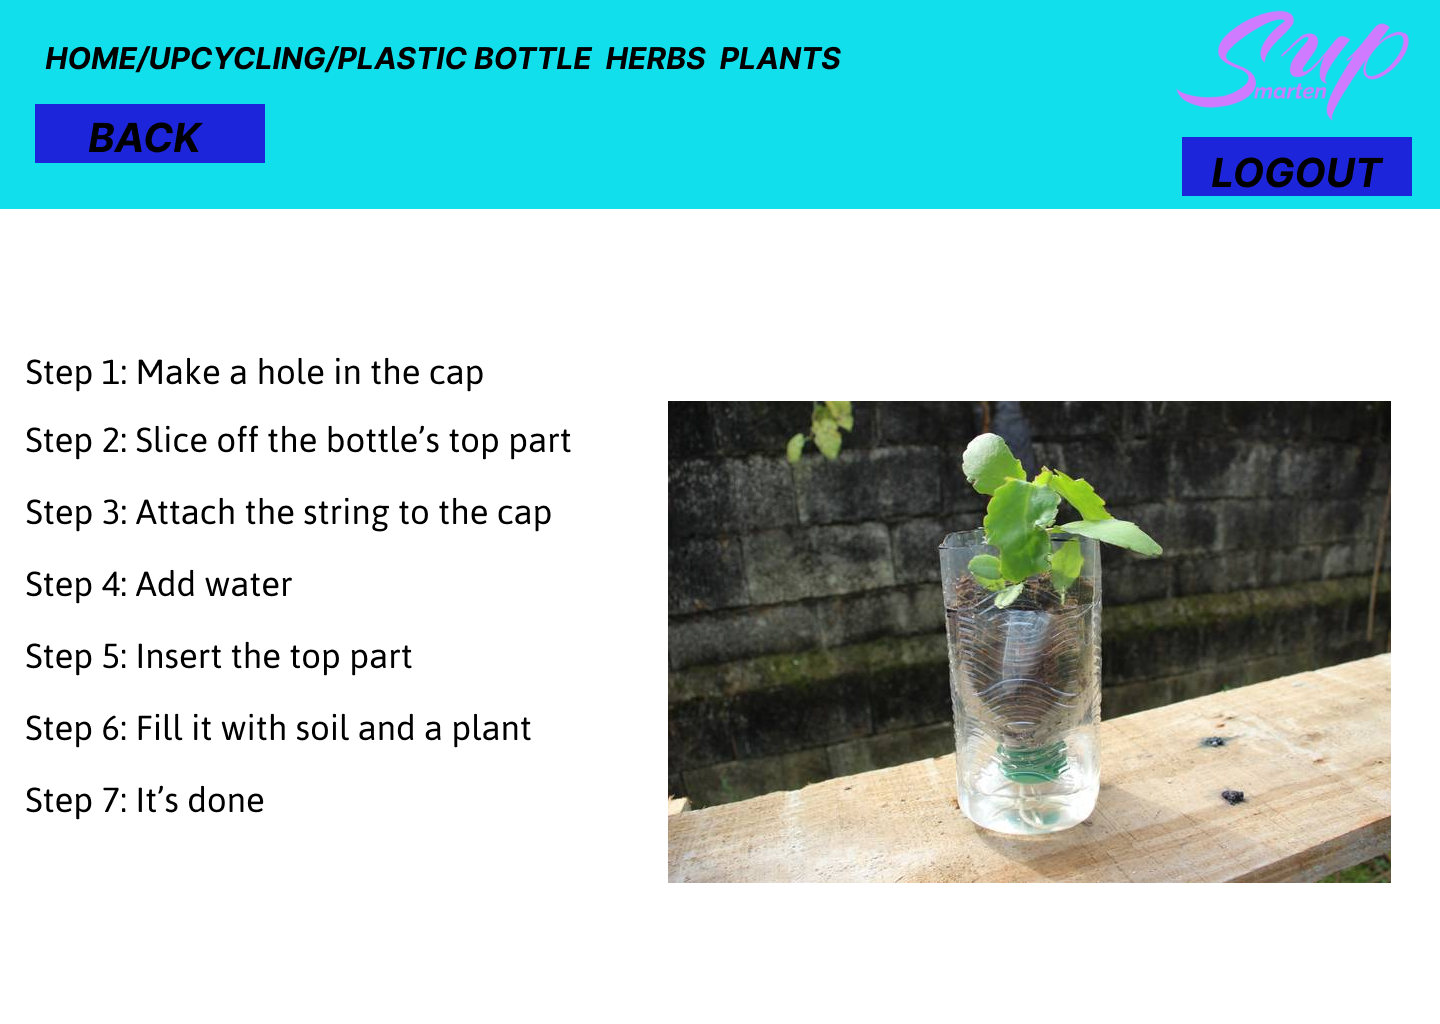 HOME/UPCYCLING/PLASTIC BOTTLE HERBS PLANTS
Sup
marten
BACK
LOGOUT
Step 1: Make a hole in the cap
Step 2: Slice off the bottle’s top part
Step 3: Attach the string to the cap
Step 4: Add water
Step 5: Insert the top part
Step 6: Fill it with soil and a plant
Step 7: It’s done